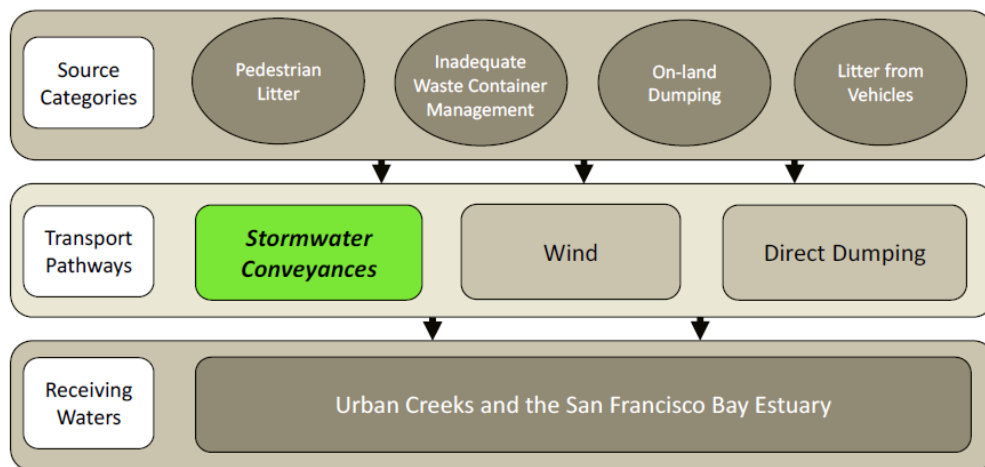 Source
Categories
Pedestrian
Litter
Inadequate
Waste Container
Management
On-land
Dumping
Litter from
Vehicles
Transport
Pathways
Stormwater
Conveyances
Wind
Direct Dumping
Receiving
Waters
Urban Creeks and the San Francisco Bay Estuary